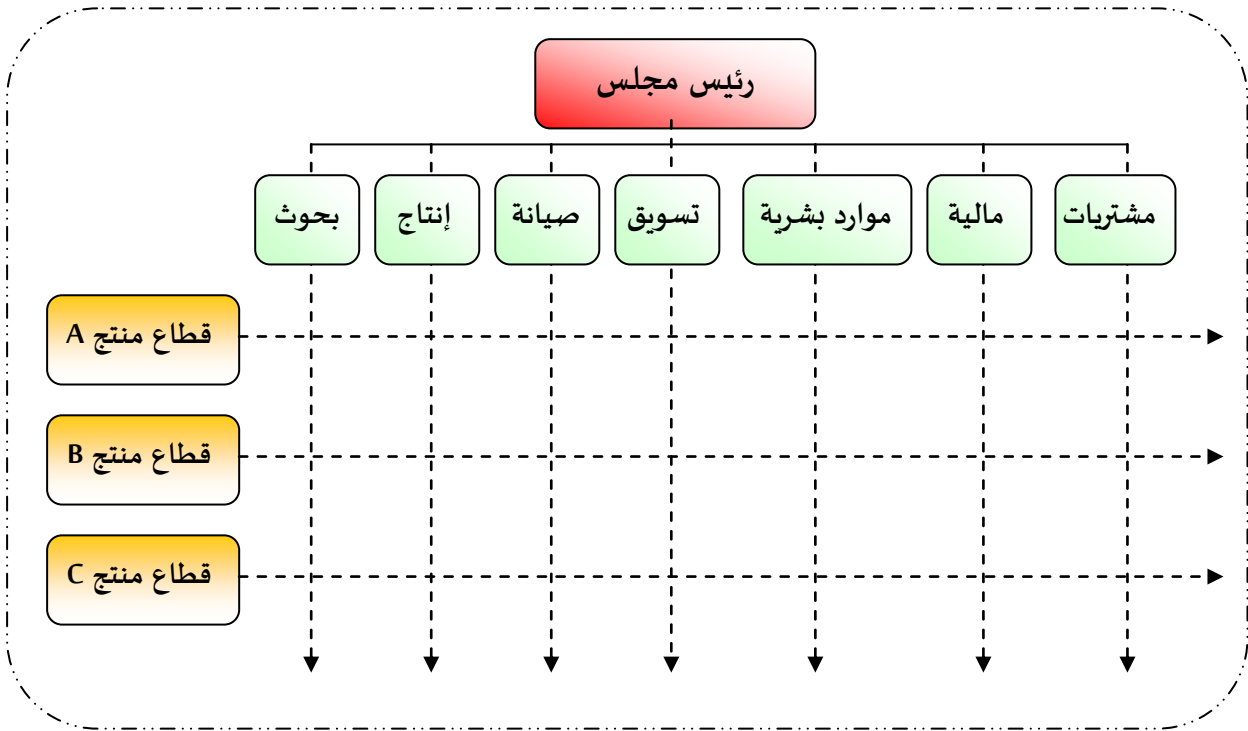 رئيس مجلس
مشتريات
مالية
موارد بشرية
تسويق
صيانة
إنتاج
بحوث
قطاع منتج A
قطاع منتج B
قطاع منتج C